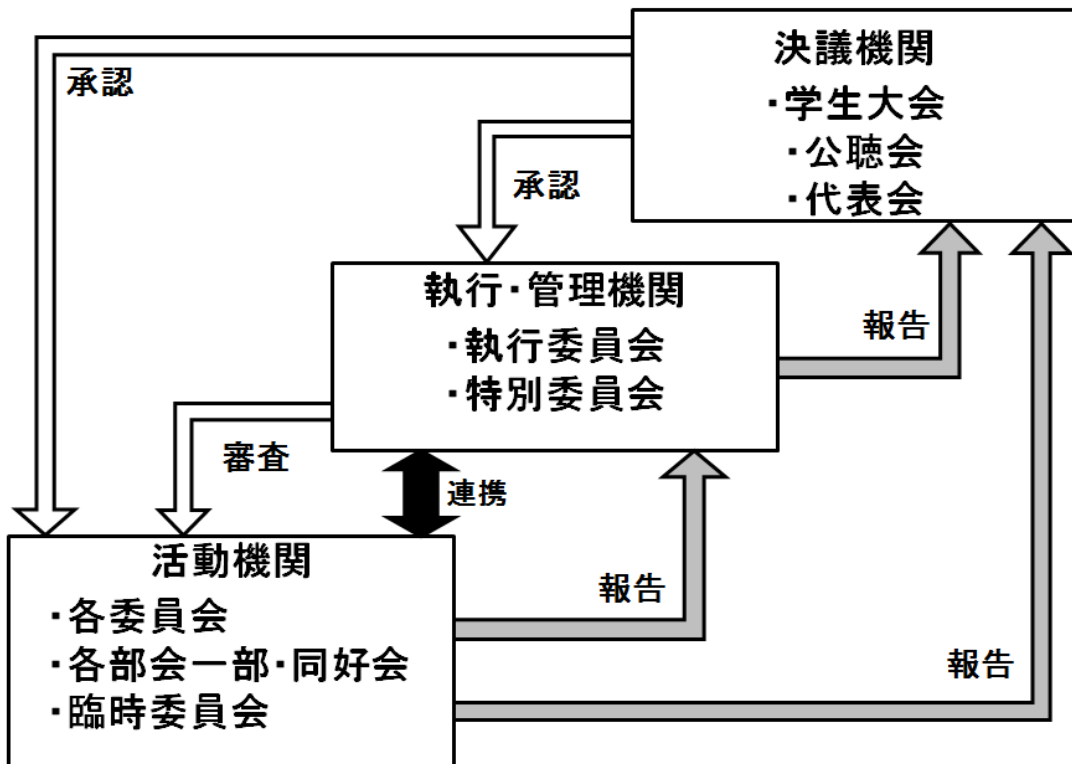 決議機関
・学生大会
・公聴会
・代表会
承認
承認
執行・管理機関
・執行委員会
・特別委員会
報告
審査
連携
活動機関
・各委員会
・各部会一部・同好会
・臨時委員会
報告
報告